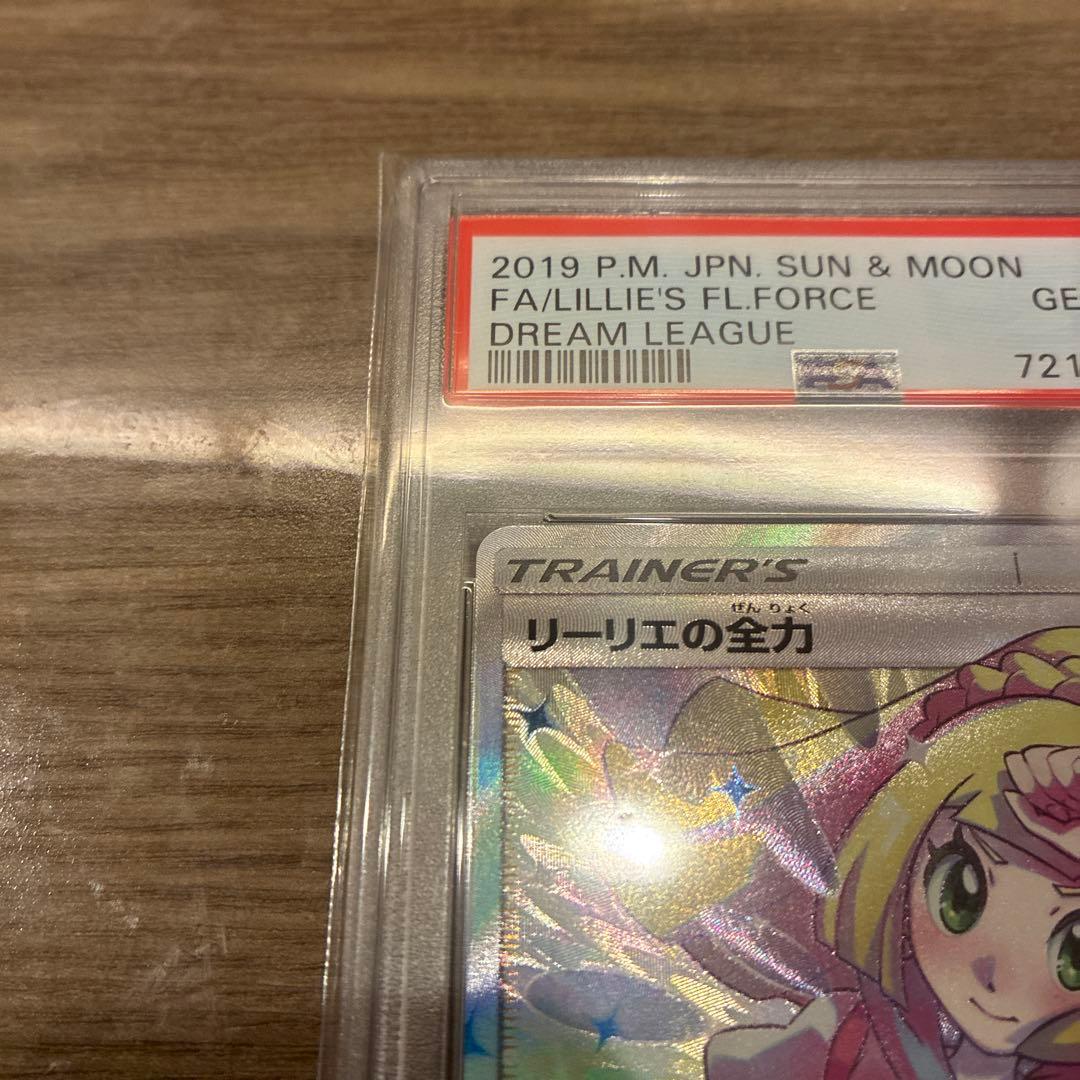 2019 P.M. JPN. SUN & MOON
FA/LILLIE'S FL.FORCE GE
DREAM LEAGUE
721
PSA
TRAINER'S
ぜんりょく
リーリエの全力